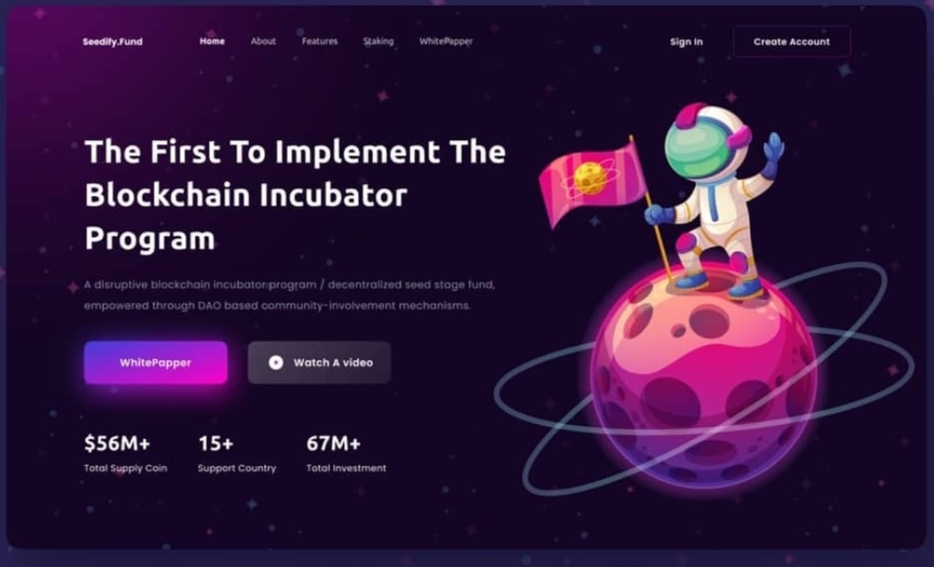 Seedify.Fund
Home
About
Features
Staking
WhitePapper
Sign In
Create Account
The First To Implement The
Blockchain Incubator
Program
A disruptive blockchain incubator program / decentralized seed stage fund,
empowered through DAO based community-involvement mechanisms.
WhitePapper
Watch A video
$56M+
15+
67M+
Total Supply Coin
Support Country
Total Investment